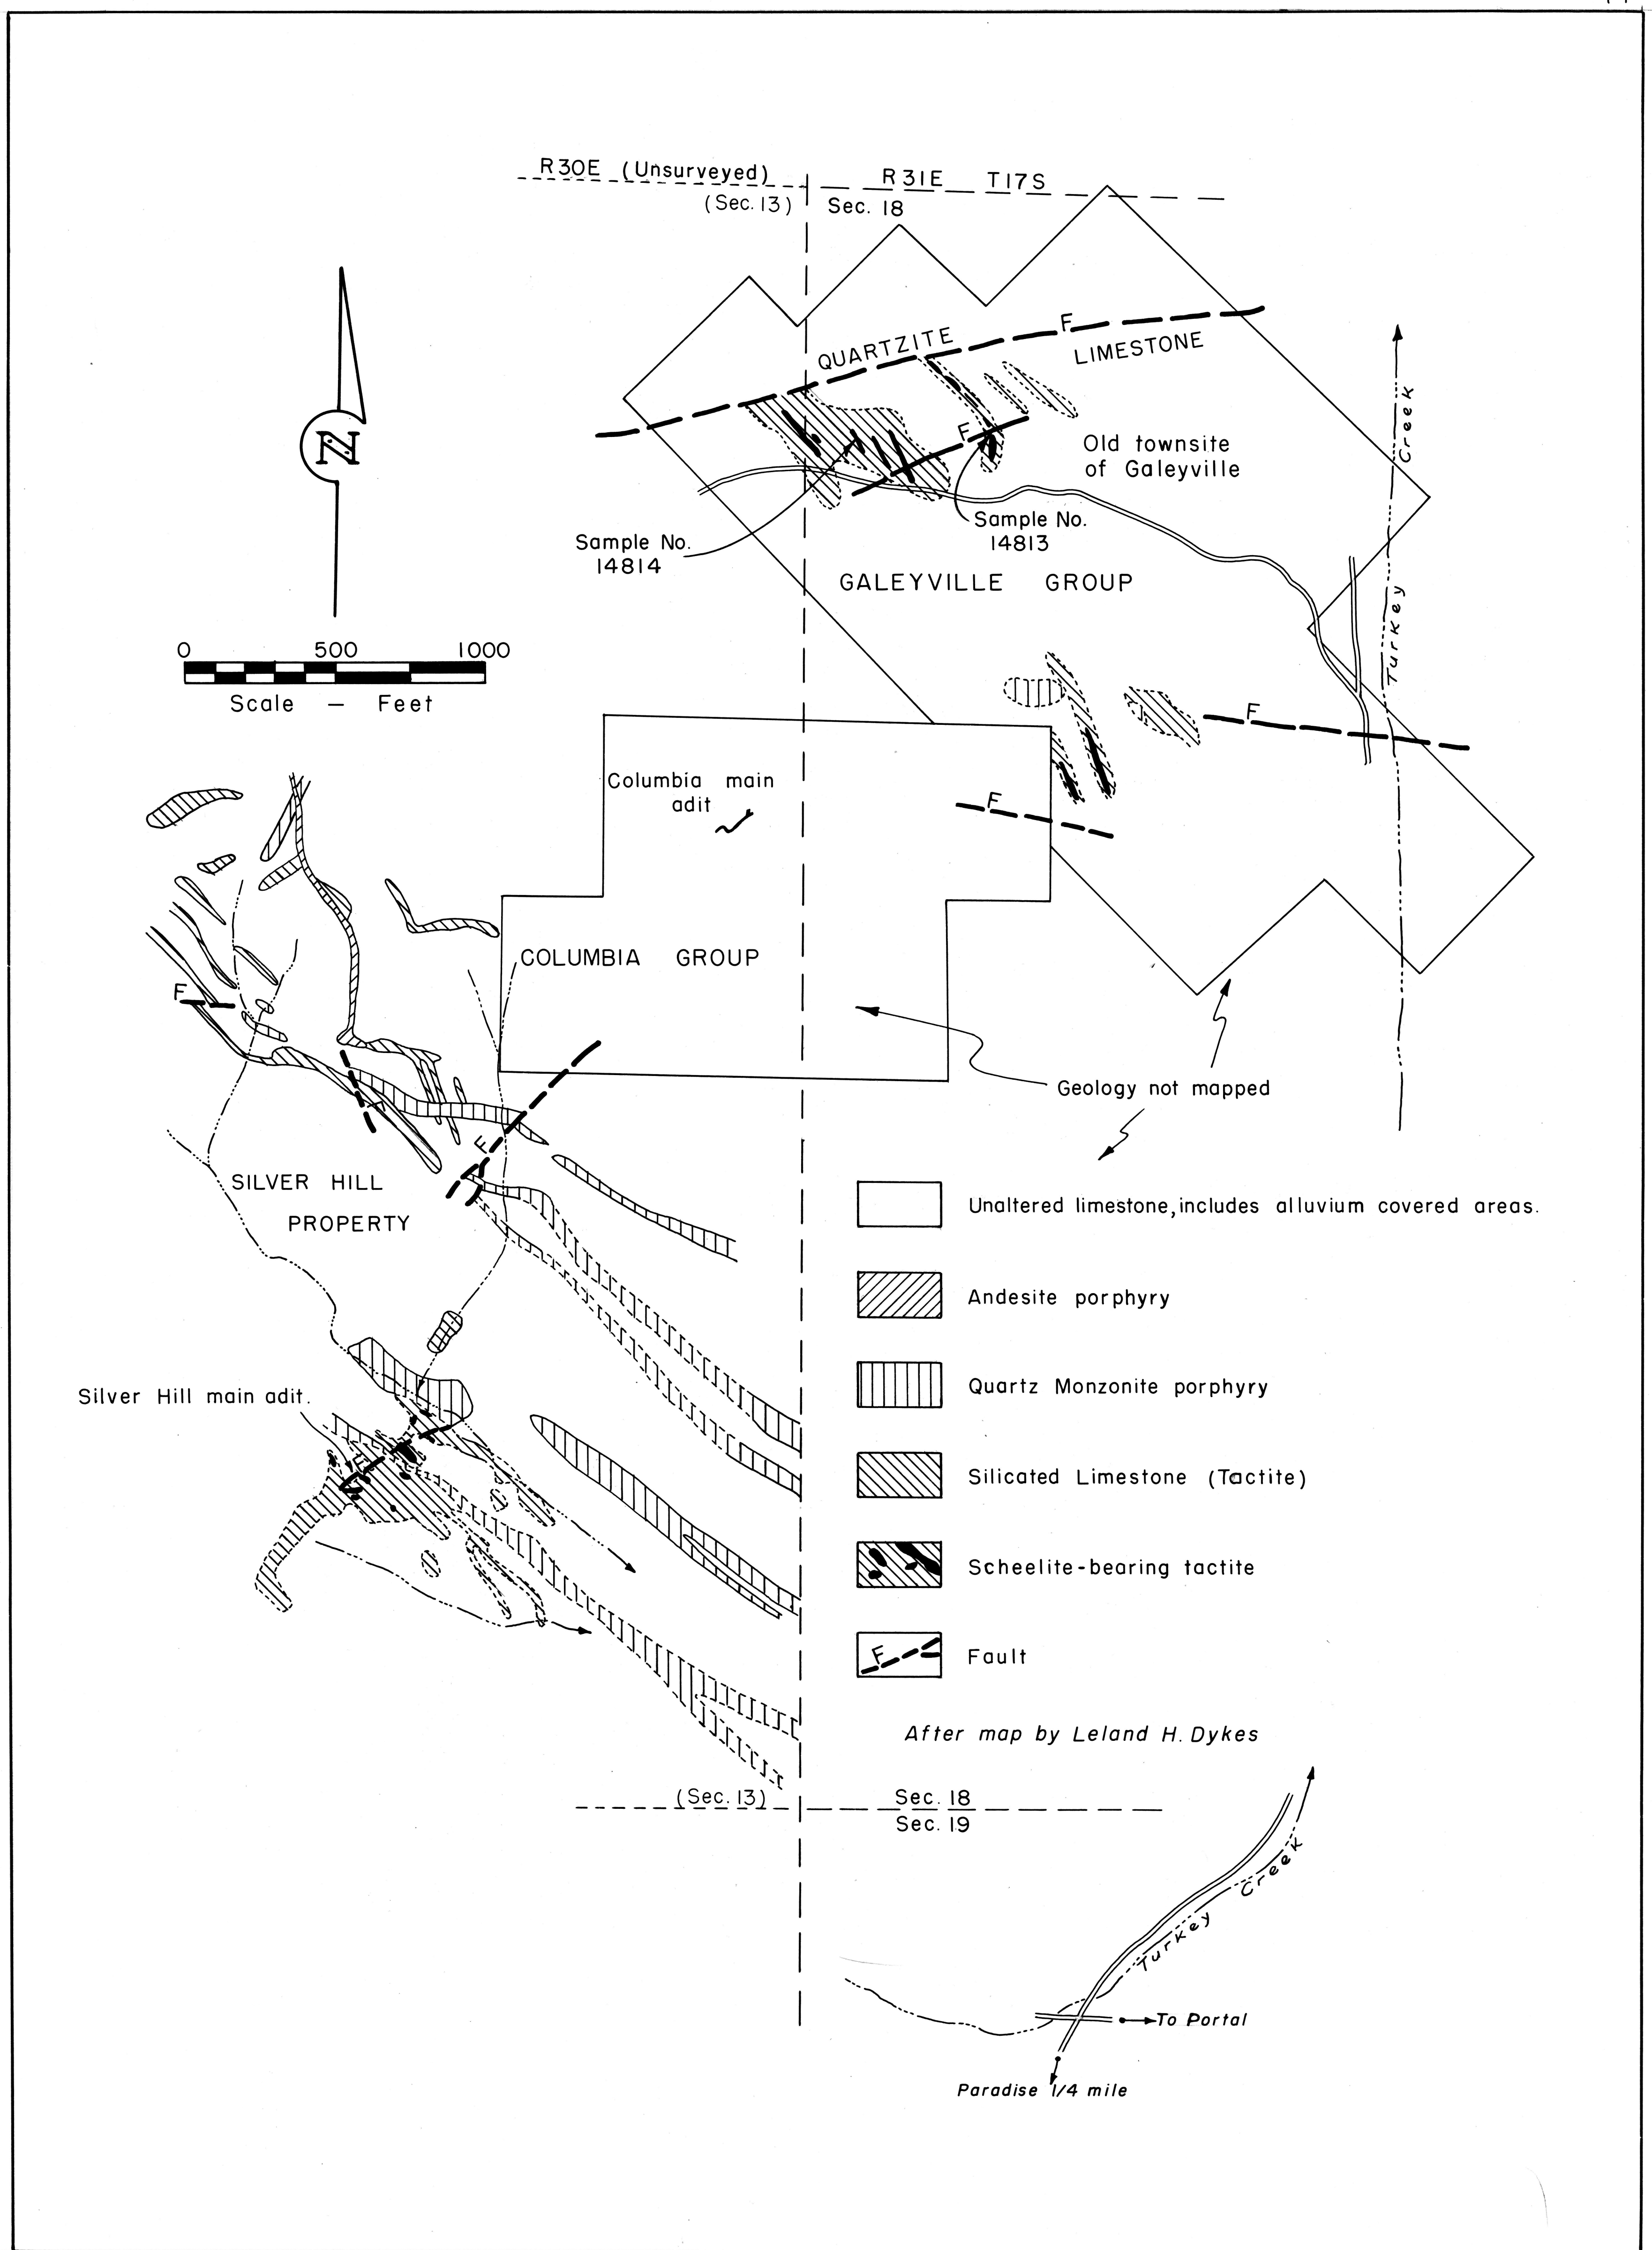 R30E (Unsurveyed)
R31E T17S
(Sec. 13)
Sec. 18
QUARTZITE
F
LIMESTONE
F
Old townsite
of Galeyville
Turkey Creek
N
Sample No.
14813
Sample No.
14814
GALEYVILLE GROUP
0 500 1000
Scale — Feet
F
Columbia main
adit
F
COLUMBIA GROUP
F
Geology not mapped
F
SILVER HILL
PROPERTY
Unaltered limestone, includes alluvium covered areas.
Andesite porphyry
Quartz Monzonite porphyry
Silver Hill main adit.
F
Silicated Limestone (Tactite)
Scheelite-bearing tactite
F
Fault
After map by Leland H. Dykes
(Sec. 13)
Sec. 18
Sec. 19
Turkey Creek
To Portal
Paradise 1/4 mile